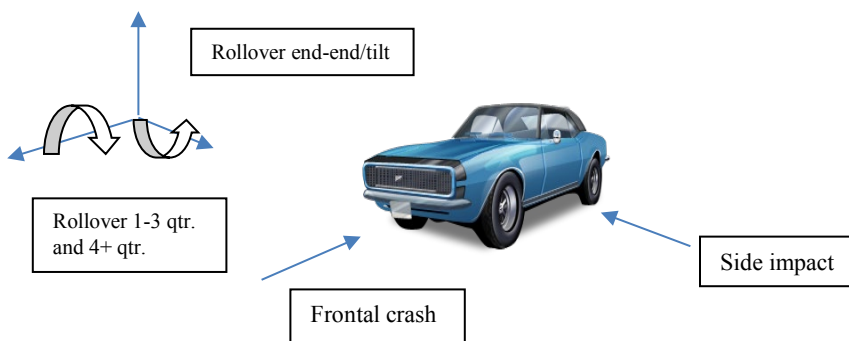 Rollover end-end/tilt
Rollover 1-3 qtr.
and 4+ qtr.
Side impact
Frontal crash